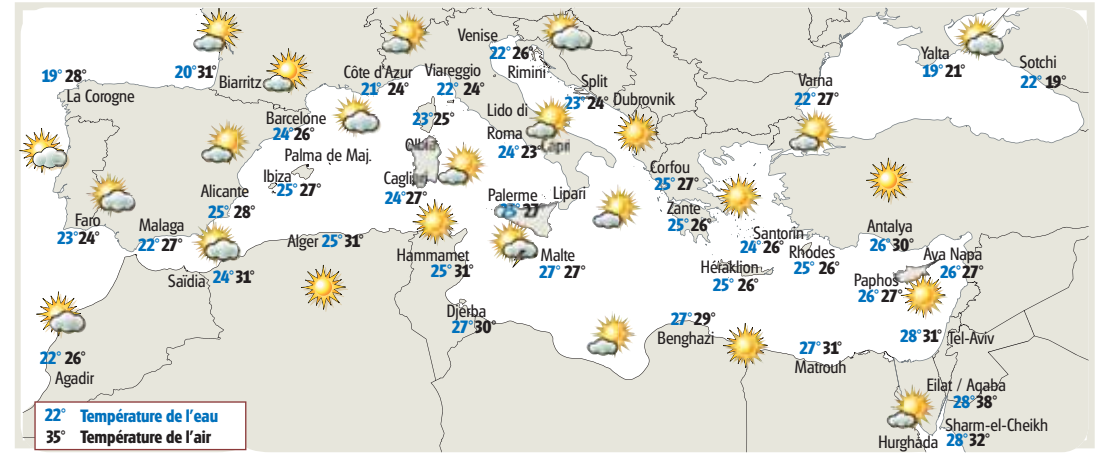 Venise
22° 26°
Rimini
Yalta
19° 21°
Sotchi
22° 19°
19° 28°
La Corogne
20° 31°
Biarritz
Côte d'Azur
21° 24°
Viareggio
22° 24°
Split
23° 24°
Dubrovnik
Varna
22° 27°
Barcelone
24° 26°
23° 25°
Olbia
Lido di
Roma
24° 23°
Capri
Palma de Maj.
Ibiza
25° 27°
Cagliari
24° 27°
Corfou
25° 27°
Alicante
25° 28°
Palerme
25° 27°
Lipari
Zante
25° 26°
Faro
23° 24°
Malaga
22° 27°
Alger 25° 31°
Santorin
24° 26°
Antalya
26° 30°
Saïdia
24° 31°
Hammamet
25° 31°
Malte
27° 27°
Héraklion
25° 26°
Rhodes
25° 26°
Ava Napa
26° 27°
Paphos
26° 27°
Djerba
27° 30°
27° 29°
Benghazi
27° 31°
Matrouh
28° 31°
Tel-Aviv
22° 26°
Agadir
Eilat / Aqaba
28° 38°
Sharm-el-Cheikh
28° 32°
Hurghada
22° Température de l'eau
35° Température de l'air